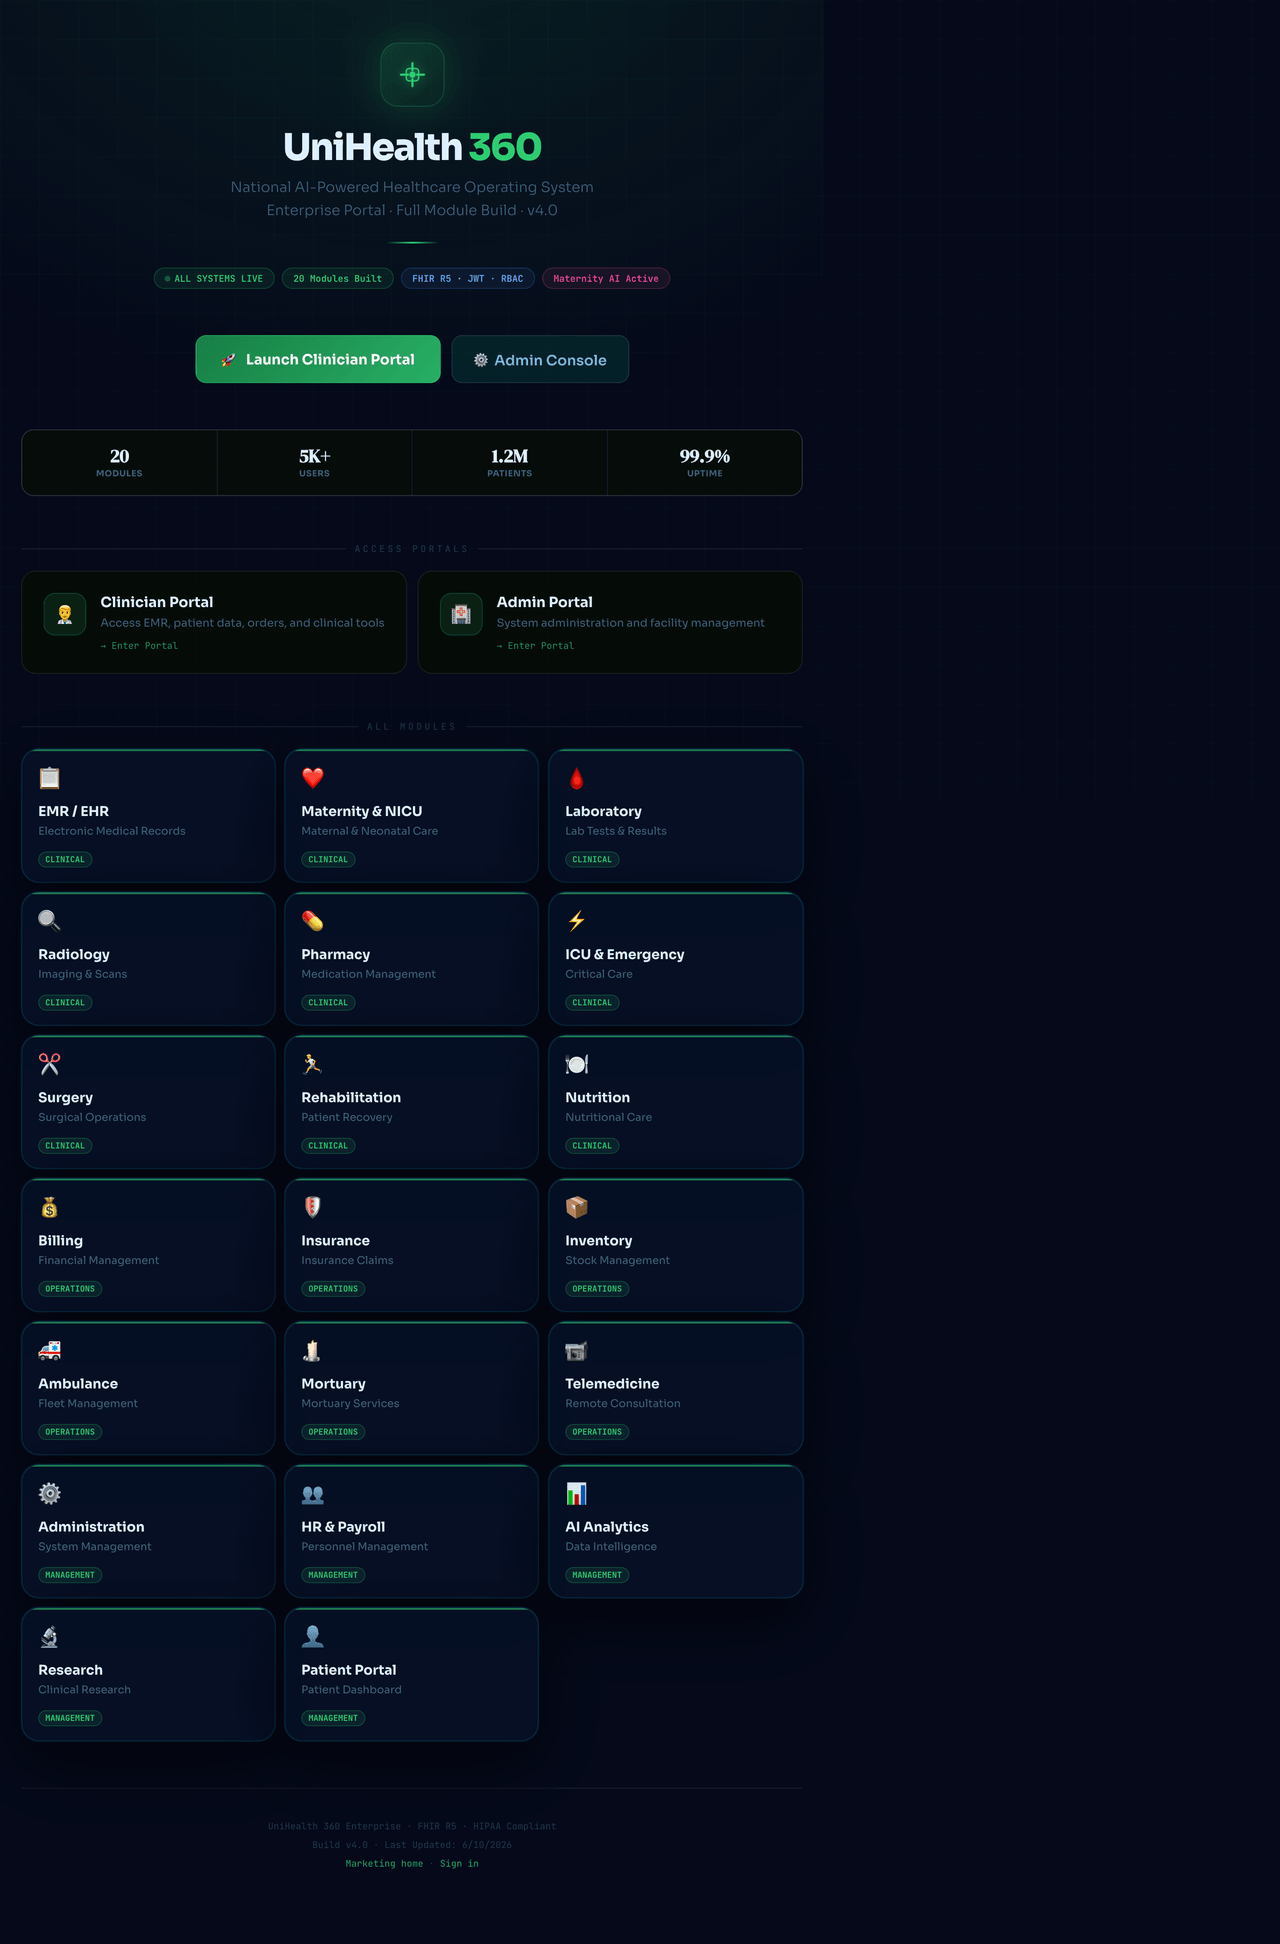 UniHealth 360
National AI-Powered Healthcare Operating System
Enterprise Portal · Full Module Build · v4.0
ALL SYSTEMS LIVE
20 Modules Built
FHIR R5 · JWT · RBAC
Maternity AI Active
Launch Clinician Portal
Admin Console
20
MODULES
5K+
USERS
1.2M
PATIENTS
99.9%
UPTIME
ACCESS PORTALS
Clinician Portal
Access EMR, patient data, orders, and clinical tools
→ Enter Portal
Admin Portal
System administration and facility management
→ Enter Portal
ALL MODULES
EMR / EHR
Electronic Medical Records
CLINICAL
Maternity & NICU
Maternal & Neonatal Care
CLINICAL
Laboratory
Lab Tests & Results
CLINICAL
Radiology
Imaging & Scans
CLINICAL
Pharmacy
Medication Management
CLINICAL
ICU & Emergency
Critical Care
CLINICAL
Surgery
Surgical Operations
CLINICAL
Rehabilitation
Patient Recovery
CLINICAL
Nutrition
Nutritional Care
CLINICAL
Billing
Financial Management
OPERATIONS
Insurance
Insurance Claims
OPERATIONS
Inventory
Stock Management
OPERATIONS
Ambulance
Fleet Management
OPERATIONS
Mortuary
Mortuary Services
OPERATIONS
Telemedicine
Remote Consultation
OPERATIONS
Administration
System Management
MANAGEMENT
HR & Payroll
Personnel Management
MANAGEMENT
AI Analytics
Data Intelligence
MANAGEMENT
Research
Clinical Research
MANAGEMENT
Patient Portal
Patient Dashboard
MANAGEMENT
UniHealth 360 Enterprise · FHIR R5 · HIPAA Compliant
Build v4.0 · Last Updated: 6/10/2026
Marketing home · Sign in